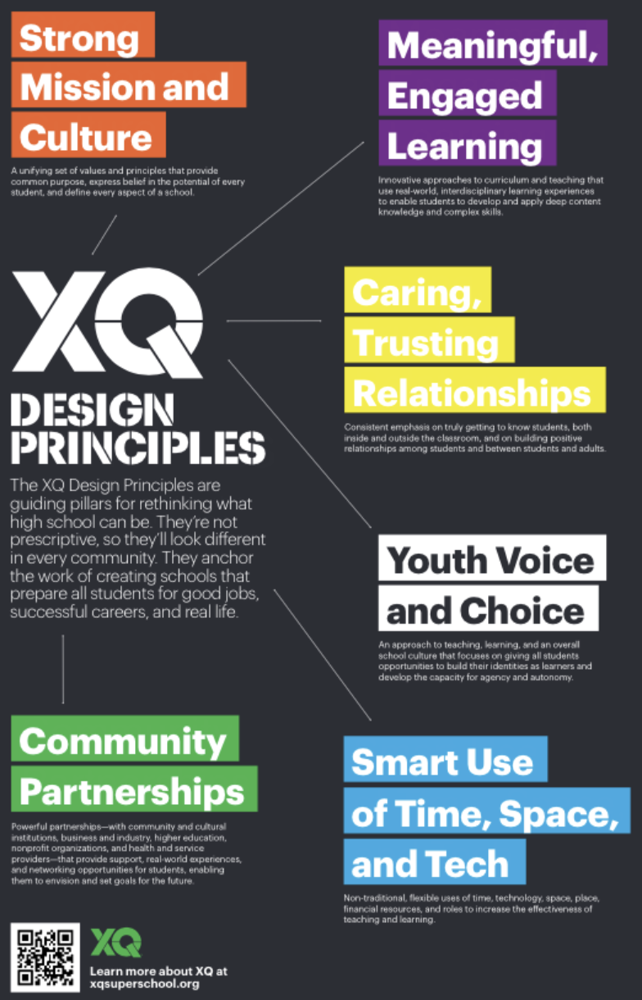 Strong
Mission and
Culture
A unifying set of values and principles that provide
common purpose, express belief in the potential of every
student, and define every aspect of a school.
Meaningful,
Engaged
Learning
Innovative approaches to curriculum and teaching that
use real-world, interdisciplinary learning experiences
to enable students to develop and apply deep content
knowledge and complex skills.
XQ
DESIGN
PRINCIPLES
The XQ Design Principles are
guiding pillars for rethinking what
high school can be. They're not
prescriptive, so they'll look different
in every community. They anchor
the work of creating schools that
prepare all students for good jobs,
successful careers, and real life.
Caring,
Trusting
Relationships
Consistent emphasis on truly getting to know students, both
inside and outside the classroom, and on building positive
relationships among students and between students and adults.
Youth Voice
and Choice
An approach to teaching, learning, and an overall
school culture that focuses on giving all students
opportunities to build their identities as learners and
develop the capacity for agency and autonomy.
Community
Partnerships
Powerful partnerships—with community and cultural
institutions, business and industry, higher education,
nonprofit organizations, and health and service
providers—that provide support, real-world experiences,
and networking opportunities for students, enabling
them to envision and set goals for the future.
Smart Use
of Time, Space,
and Tech
Non-traditional, flexible uses of time, technology, space, place,
financial resources, and roles to increase the effectiveness of
teaching and learning.
XQ
Learn more about XQ at
xqsuperschool.org